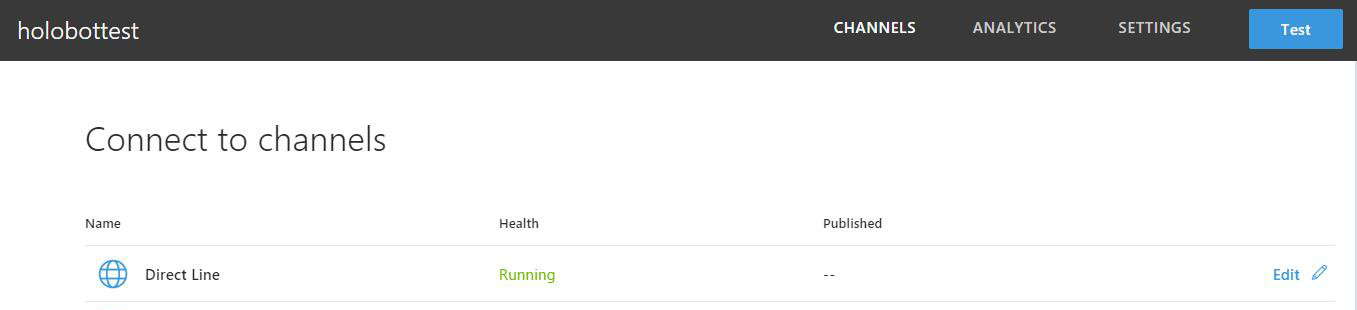 holobottest CHANNELS ANALYTICS SETTINGS Test
Connect to channels
Name Health Published
Direct Line Running -- Edit